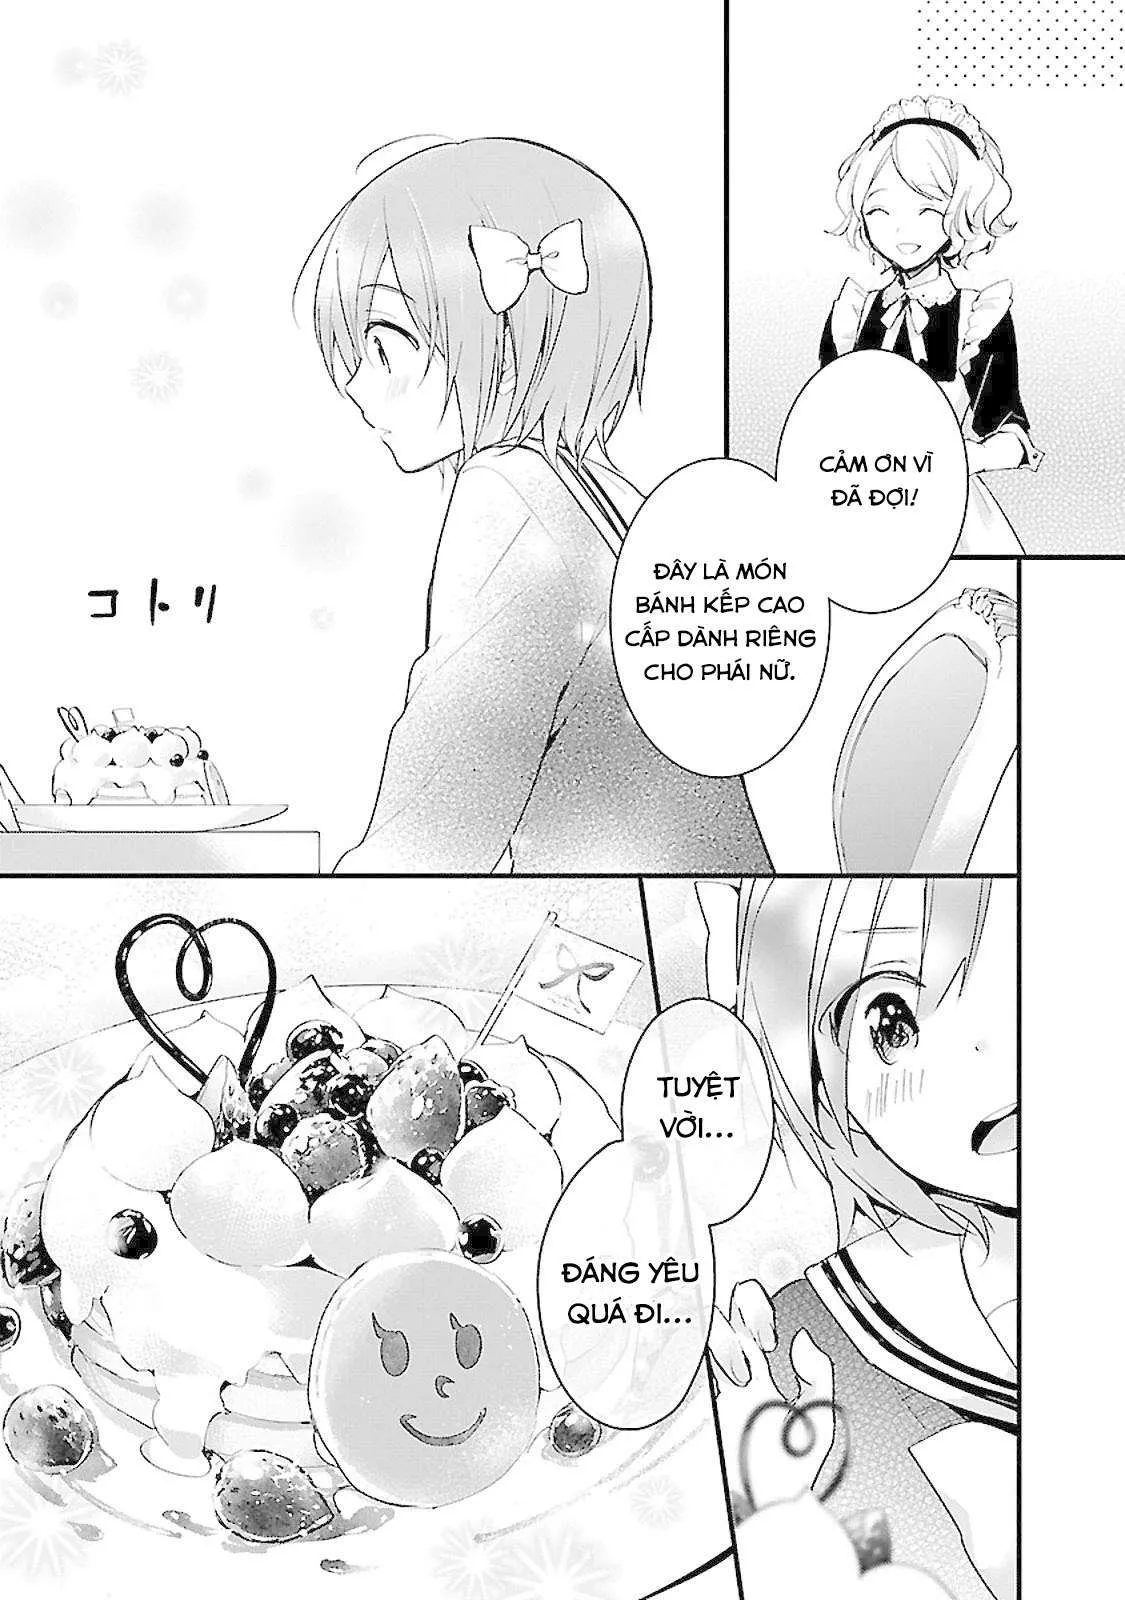 CẢM ƠN VÌ
ĐÃ ĐỢI!
ĐÂY LÀ MÓN
BÁNH KẾP CAO
CẤP DÀNH RIÊNG
CHO PHÁI NỮ.
コトリ
TUYỆT
VỜI...
ĐÁNG YÊU
QUÁ ĐI...